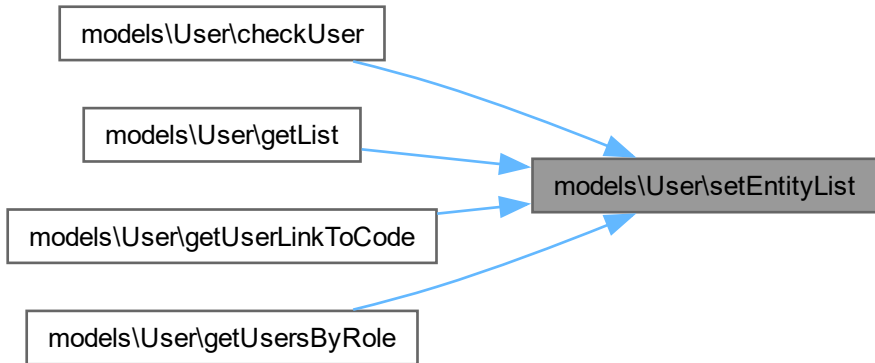 models\User\checkUser
models\User\getList
models\User\setEntityList
models\User\getUserLinkToCode
models\User\getUsersByRole